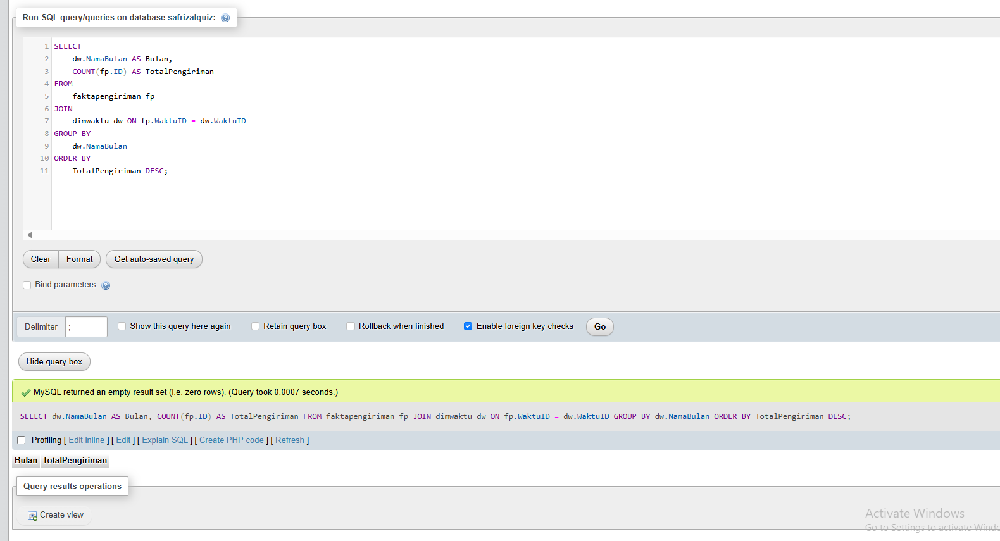 Run SQL query/queries on database safrizalquiz:
1 SELECT
2 dw.NamaBulan AS Bulan,
3 COUNT(fp.ID) AS TotalPengiriman
4 FROM
5 faktapengiriman fp
6 JOIN
7 dimwaktu dw ON fp.WaktuID = dw.WaktuID
8 GROUP BY
9 dw.NamaBulan
10 ORDER BY
11 TotalPengiriman DESC;
Clear Format Get auto-saved query
Bind parameters
Delimiter ; Show this query here again Retain query box Rollback when finished Enable foreign key checks Go
Hide query box
MySQL returned an empty result set (i.e. zero rows). (Query took 0.0007 seconds.)
SELECT dw.NamaBulan AS Bulan, COUNT(fp.ID) AS TotalPengiriman FROM faktapengiriman fp JOIN dimwaktu dw ON fp.WaktuID = dw.WaktuID GROUP BY dw.NamaBulan ORDER BY TotalPengiriman DESC;
Profiling [ Edit inline ] [ Edit ] [ Explain SQL ] [ Create PHP code ] [ Refresh ]
Bulan TotalPengiriman
Query results operations
Create view
Activate Windows
Go to Settings to activate Windo